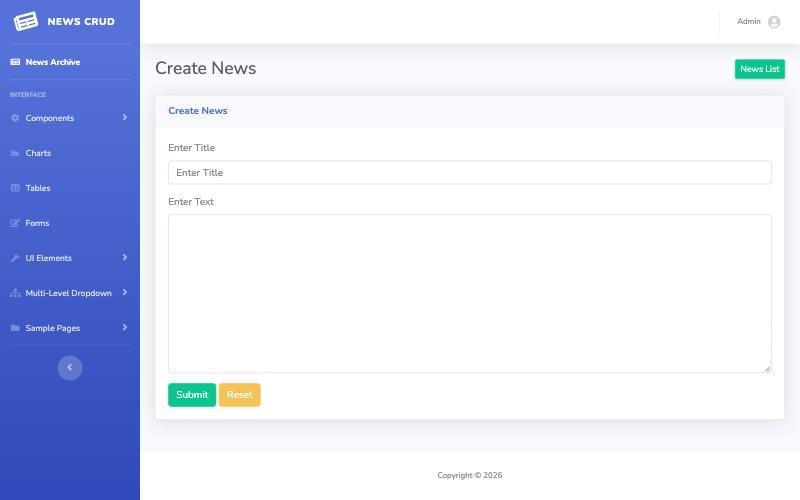 NEWS CRUD
News Archive
INTERFACE
Components
Charts
Tables
Forms
UI Elements
Multi-Level Dropdown
Sample Pages
Admin
Create News
News List
Create News
Enter Title
Enter Title
Enter Text
Submit Reset
Copyright © 2026